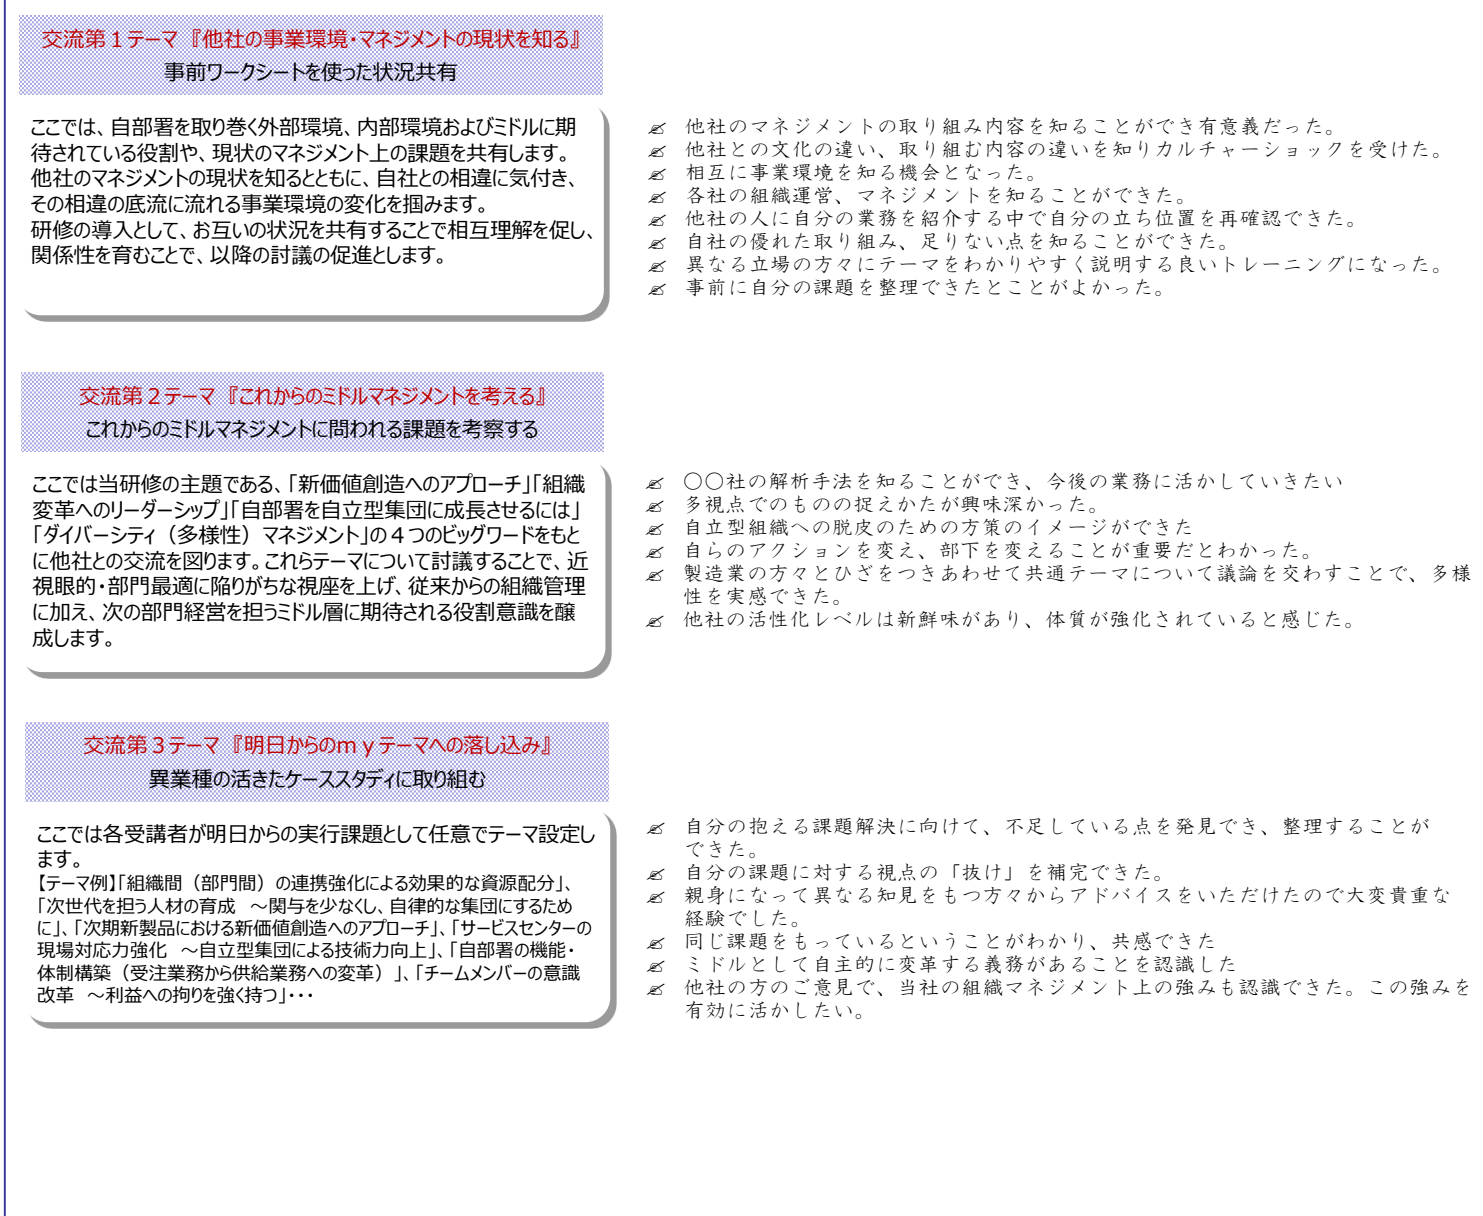 交流第1テーマ『他社の事業環境・マネジメントの現状を知る』
事前ワークシートを使った状況共有
ここでは、自部署を取り巻く外部環境、内部環境およびミドルに期
待されている役割や、現状のマネジメント上の課題を共有します。
他社のマネジメントの現状を知るとともに、自社との相違に気付き、
その相違の底流に流れる事業環境の変化を掴みます。
研修の導入として、お互いの状況を共有することで相互理解を促し、
関係性を育むことで、以降の討議の促進とします。
他社のマネジメントの取り組み内容を知ることができ有意義だった。
他社との文化の違い、取り組む内容の違いを知りカルチャーショックを受けた。
相互に事業環境を知る機会となった。
各社の組織運営、マネジメントを知ることができた。
他社の人に自分の業務を紹介する中で自分の立ち位置を再確認できた。
自社の優れた取り組み、足りない点を知ることができた。
異なる立場の方々にテーマをわかりやすく説明する良いトレーニングになった。
事前に自分の課題を整理できたとことがよかった。
交流第2テーマ『これからのミドルマネジメントを考える』
これからのミドルマネジメントに問われる課題を考察する
ここでは当研修の主題である、「新価値創造へのアプローチ」「組織
変革へのリーダーシップ」「自部署を自立型集団に成長させるには」
「ダイバーシティ（多様性）マネジメント」の4つのビッグワードをもと
に他社との交流を図ります。これらテーマについて討議することで、近
視眼的・部門最適に陥りがちな視座を上げ、従来からの組織管理
に加え、次の部門経営を担うミドル層に期待される役割意識を醸
成します。
〇〇社の解析手法を知ることができ、今後の業務に活かしていきたい
多視点でのものの捉えかたが興味深かった。
自立型組織への脱皮のための方策のイメージができた
自らのアクションを変え、部下を変えることが重要だとわかった。
製造業の方々とひざをつきあわせて共通テーマについて議論を交わすことで、多様
性を実感できた。
他社の活性化レベルは新鮮味があり、体質が強化されていると感じた。
交流第3テーマ『明日からのmyテーマへの落し込み』
異業種の活きたケーススタディに取り組む
ここでは各受講者が明日からの実行課題として任意でテーマ設定し
ます。
【テーマ例】「組織間（部門間）の連携強化による効果的な資源配分」、
「次世代を担う人材の育成　～関与を少なくし、自律的な集団にするため
に」、「次期新製品における新価値創造へのアプローチ」、「サービスセンターの
現場対応力強化　～自立型集団による技術力向上」、「自部署の機能・
体制構築（受注業務から供給業務への変革）」、「チームメンバーの意識
改革　～利益への拘りを強く持つ」・・・
自分の抱える課題解決に向けて、不足している点を発見でき、整理することが
できた。
自分の課題に対する視点の「抜け」を補完できた。
親身になって異なる知見をもつ方々からアドバイスをいただけたので大変貴重な
経験でした。
同じ課題をもっているということがわかり、共感できた
ミドルとして自主的に変革する義務があることを認識した
他社の方のご意見で、当社の組織マネジメント上の強みも認識できた。この強みを
有効に活かしたい。